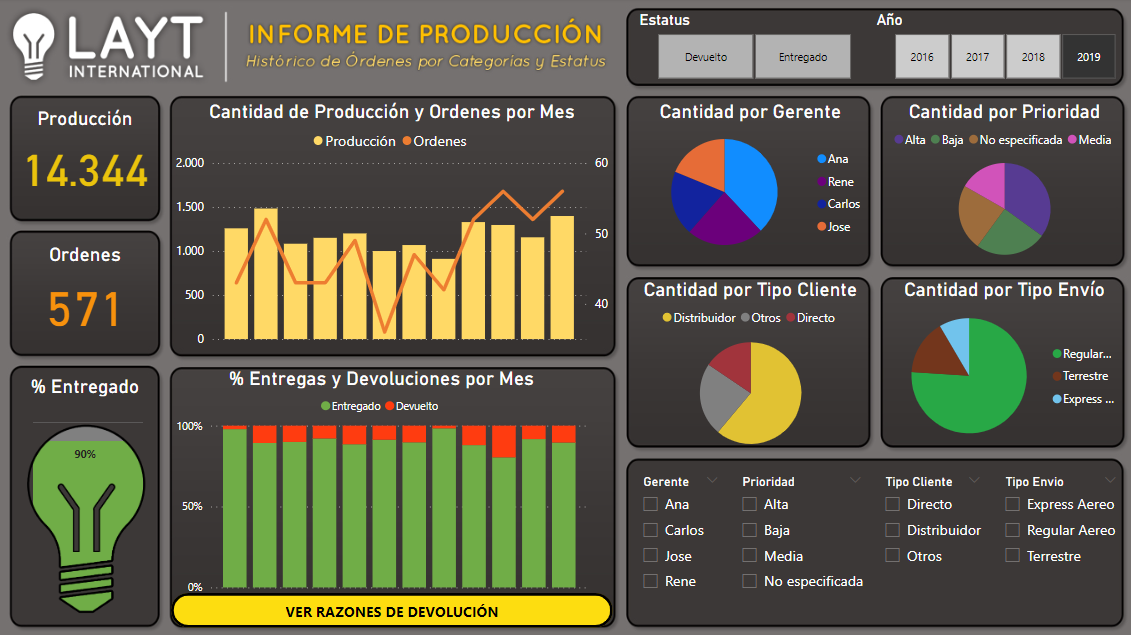 LAYT
INTERNATIONAL
INFORME DE PRODUCCIÓN
Histórico de Órdenes por Categorías y Estatus
Estatus
Devuelto Entregado
Año
2016 2017 2018 2019
Producción
14.344
Ordenes
571
% Entregado
90%
Cantidad de Producción y Ordenes por Mes
Producción Ordenes
2.000 60
1.500
50
1.000
500
40
0
% Entregas y Devoluciones por Mes
Entregado Devuelto
100%
50%
0%
VER RAZONES DE DEVOLUCIÓN
Cantidad por Gerente
Ana
Rene
Carlos
Jose
Cantidad por Prioridad
Alta Baja No especificada Media
Cantidad por Tipo Cliente
Distribuidor Otros Directo
Cantidad por Tipo Envío
Regular...
Terrestre
Express ...
Gerente
Ana
Carlos
Jose
Rene
Prioridad
Alta
Baja
Media
No especificada
Tipo Cliente
Directo
Distribuidor
Otros
Tipo Envio
Express Aereo
Regular Aereo
Terrestre